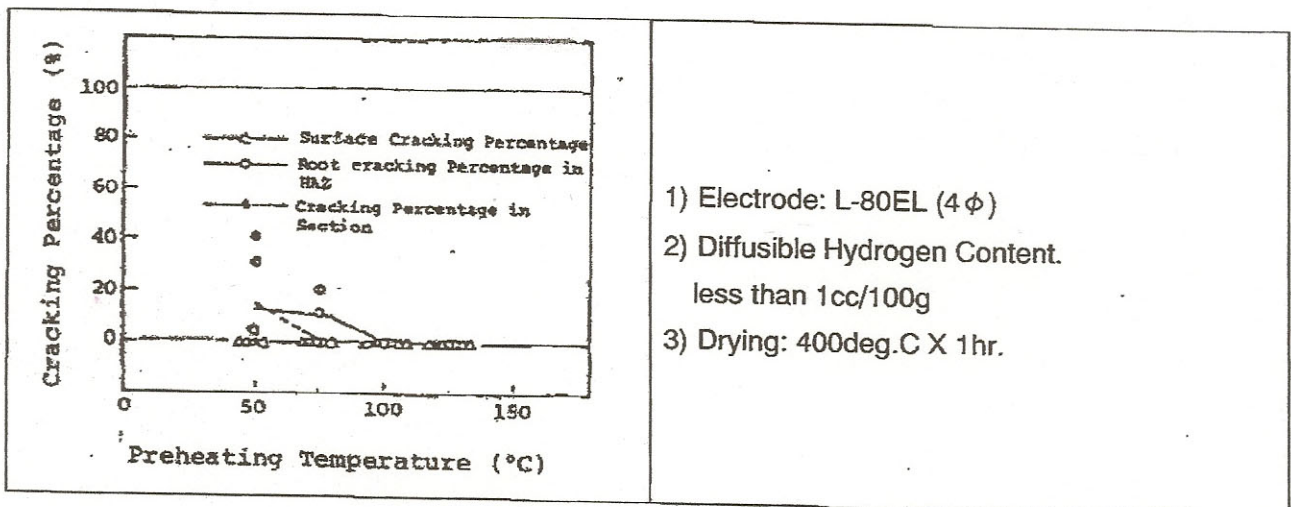 Cracking Percentage (%)
100
80
60
40
20
0
Surface Cracking Percentage
Root cracking Percentage in
HAZ
Cracking Percentage in
Section
0
50
100
150
Preheating Temperature (°C)
1) Electrode: L-80EL (4φ)
2) Diffusible Hydrogen Content.
less than 1cc/100g
3) Drying: 400deg.C X 1hr.